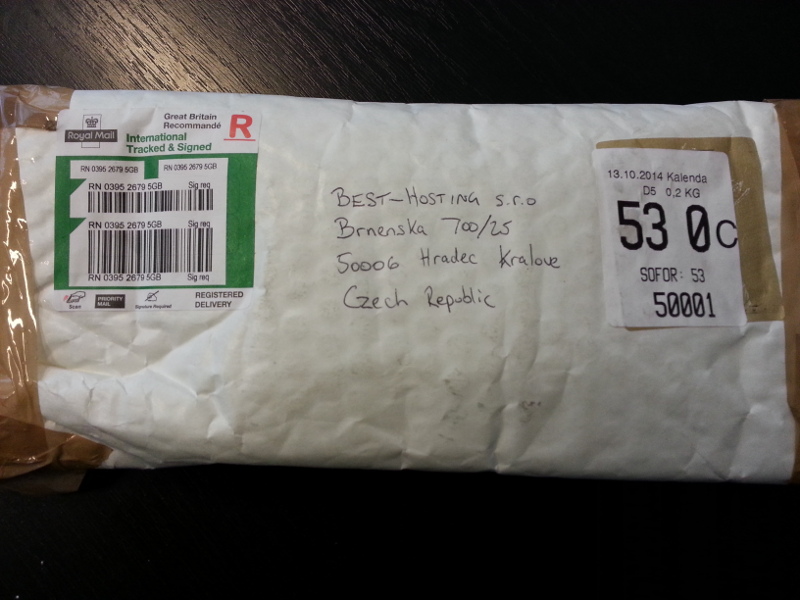 Royal Mail
Great Britain
Recommandé
R
International
Tracked & Signed
RN 0395 2679 5GB
RN 0395 2679 5GB
RN 0395 2679 5GB Sig req
RN 0395 2679 5GB Sig req
RN 0395 2679 5GB Sig req
Scan
PRIORITY
MAIL
Signature Required
REGISTERED
DELIVERY
BEST-HOSTING s.r.o
Brnenska 700/25
50006 Hradec Kralove
Czech Republic
13.10.2014 Kalenda
D5 0,2 KG
53 0c
SOFOR: 53
50001